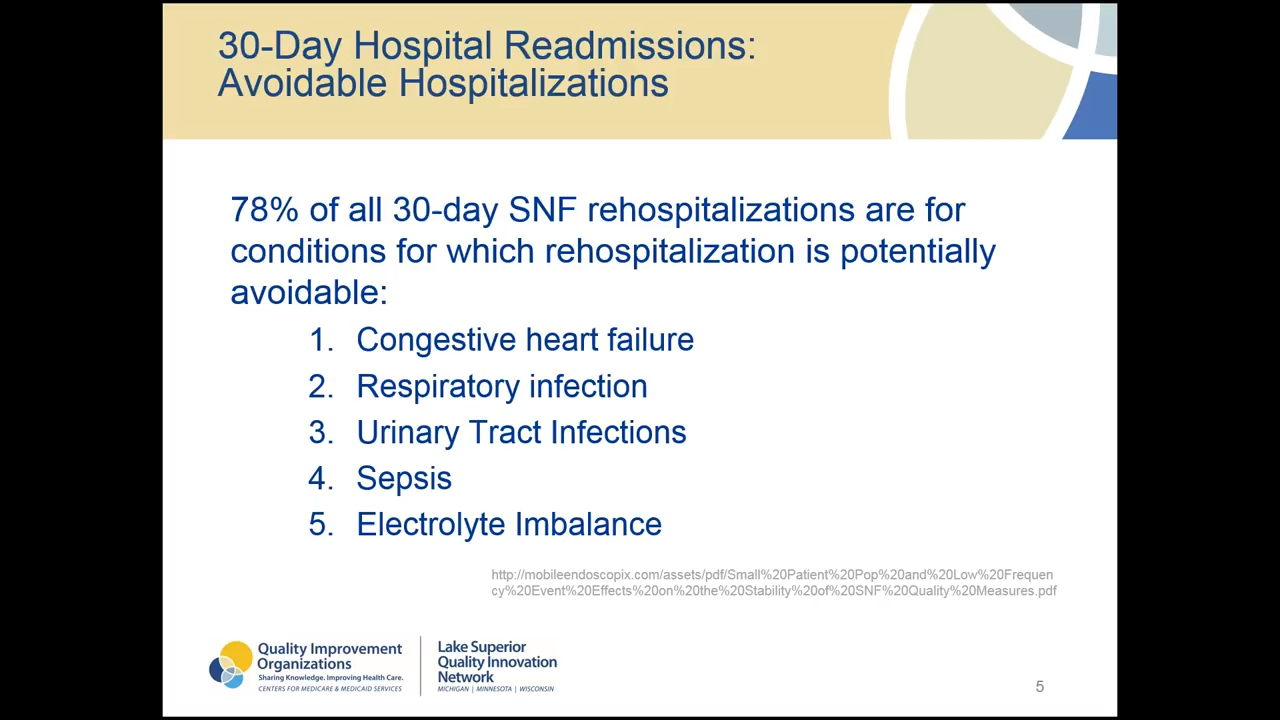 30-Day Hospital Readmissions:
Avoidable Hospitalizations
78% of all 30-day SNF rehospitalizations are for
conditions for which rehospitalization is potentially
avoidable:
1. Congestive heart failure
2. Respiratory infection
3. Urinary Tract Infections
4. Sepsis
5. Electrolyte Imbalance
http://mobileendoscopix.com/assets/pdf/Small%20Patient%20Pop%20and%20Low%20Frequen
cy%20Event%20Effects%20on%20the%20Stability%20of%20SNF%20Quality%20Measures.pdf
Quality Improvement
Organizations
Sharing Knowledge. Improving Health Care.
CENTERS FOR MEDICARE & MEDICAID SERVICES
Lake Superior
Quality Innovation
Network
MICHIGAN | MINNESOTA | WISCONSIN
5